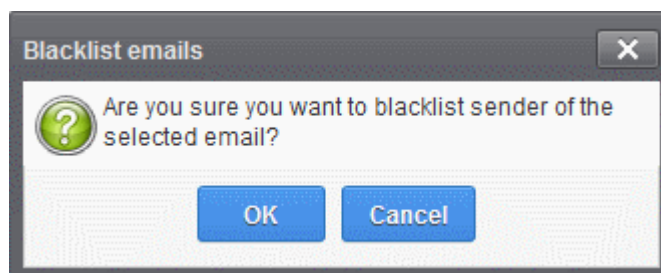 Blacklist emails
Are you sure you want to blacklist sender of the
selected email?
OK
Cancel